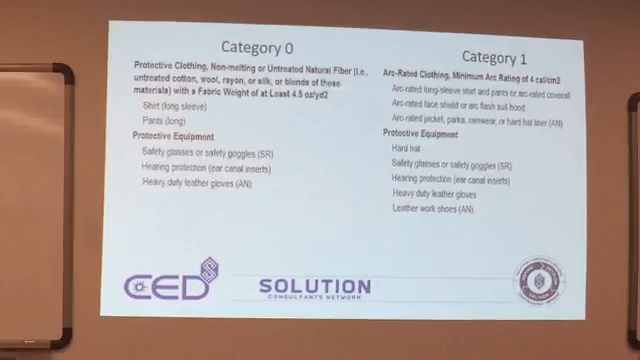 Category 0
Protective Clothing, Non-melting or Untreated Natural Fiber (i.e.,
untreated cotton, wool, rayon, or silk, or blends of these
materials) with a Fabric Weight of at Least 4.5 oz/yd2
Shirt (long sleeve)
Pants (long)
Protective Equipment
Safety glasses or safety goggles (SR)
Hearing protection (ear canal inserts)
Heavy duty leather gloves (AN)
Category 1
Arc-Rated Clothing, Minimum Arc Rating of 4 cal/cm2
Arc-rated long-sleeve shirt and pants or arc-rated coverall
Arc-rated face shield or arc flash suit hood
Arc-rated jacket, parka, rainwear, or hard hat liner (AN)
Protective Equipment
Hard hat
Safety glasses or safety goggles (SR)
Hearing protection (ear canal inserts)
Heavy duty leather gloves
Leather work shoes (AN)
CED
SOLUTION
CONSULTANTS NETWORK